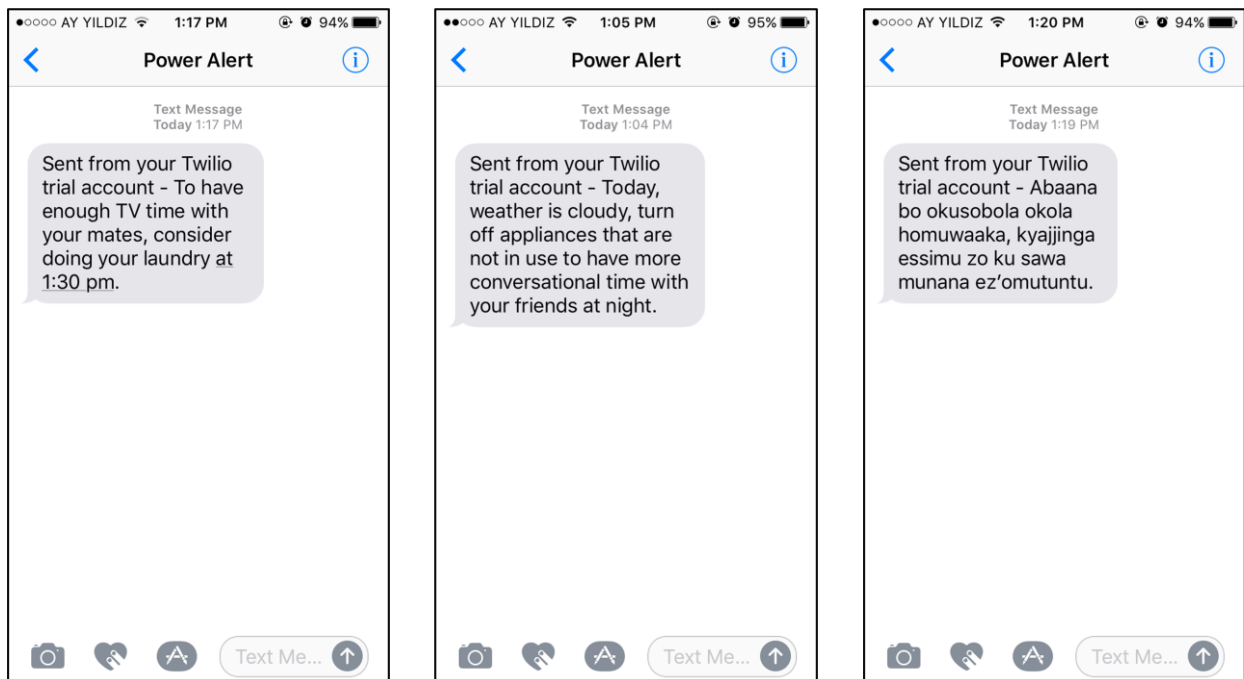 AY YILDIZ 1:17 PM 94%
Power Alert
Text Message
Today 1:17 PM
Sent from your Twilio
trial account - To have
enough TV time with
your mates, consider
doing your laundry at
1:30 pm.
Text Me...
AY YILDIZ 1:05 PM 95%
Power Alert
Text Message
Today 1:04 PM
Sent from your Twilio
trial account - Today,
weather is cloudy, turn
off appliances that are
not in use to have more
conversational time with
your friends at night.
Text Me...
AY YILDIZ 1:20 PM 94%
Power Alert
Text Message
Today 1:19 PM
Sent from your Twilio
trial account - Abaana
bo okusobola okola
homuwaaka, kyajjinga
essimu zo ku sawa
munana ez’omutuntu.
Text Me...